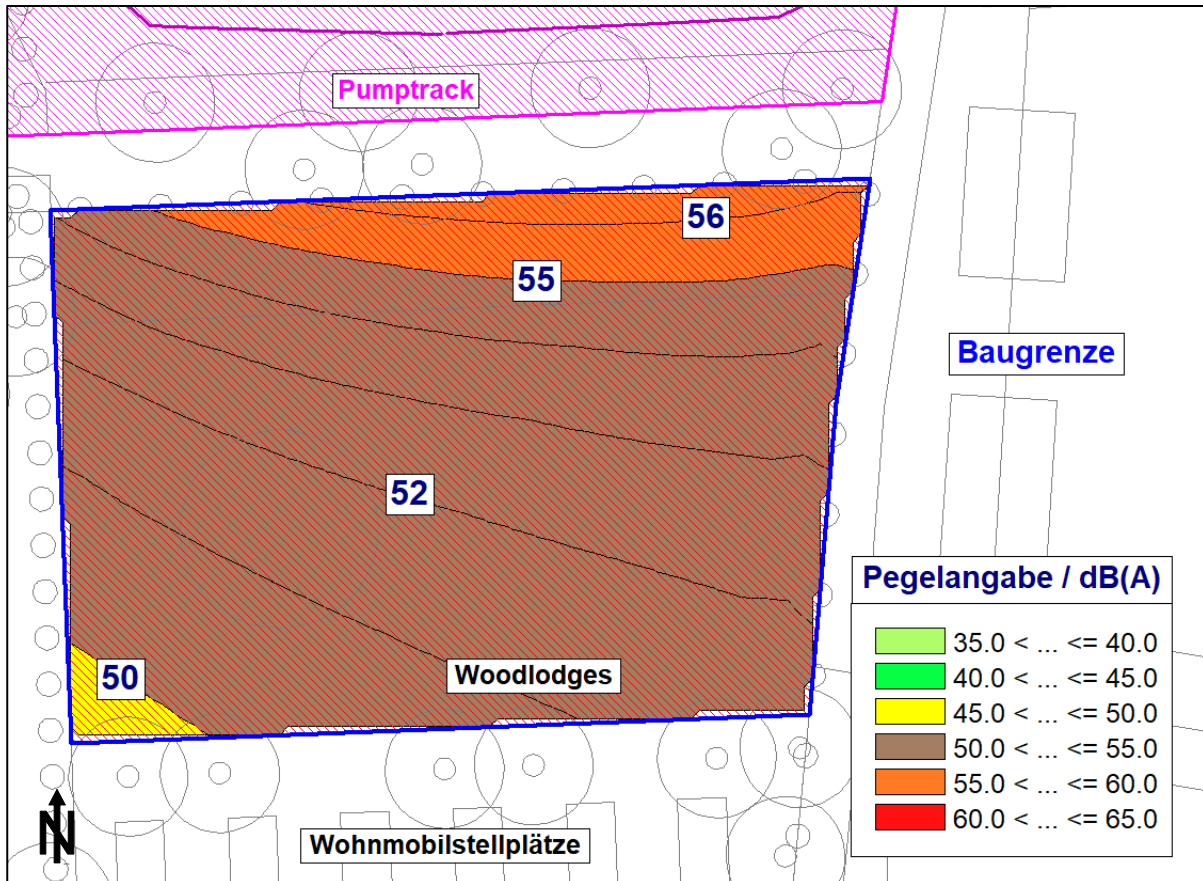 Pumptrack
56
55
Baugrenze
52
Pegelangabe / dB(A)
35.0 < ... <= 40.0
40.0 < ... <= 45.0
45.0 < ... <= 50.0
50.0 < ... <= 55.0
55.0 < ... <= 60.0
60.0 < ... <= 65.0
50
Woodlodges
N
Wohnmobilstellplätze